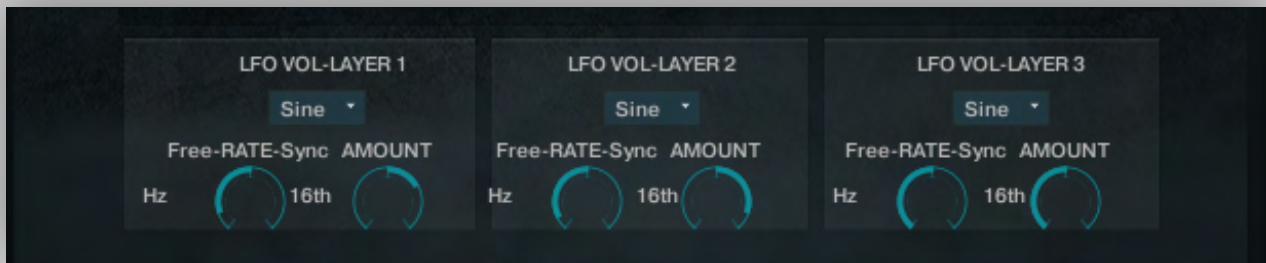 LFO VOL-LAYER 1
Sine
Free-RATE-Sync AMOUNT
Hz 16th
LFO VOL-LAYER 2
Sine
Free-RATE-Sync AMOUNT
Hz 16th
LFO VOL-LAYER 3
Sine
Free-RATE-Sync AMOUNT
Hz 16th